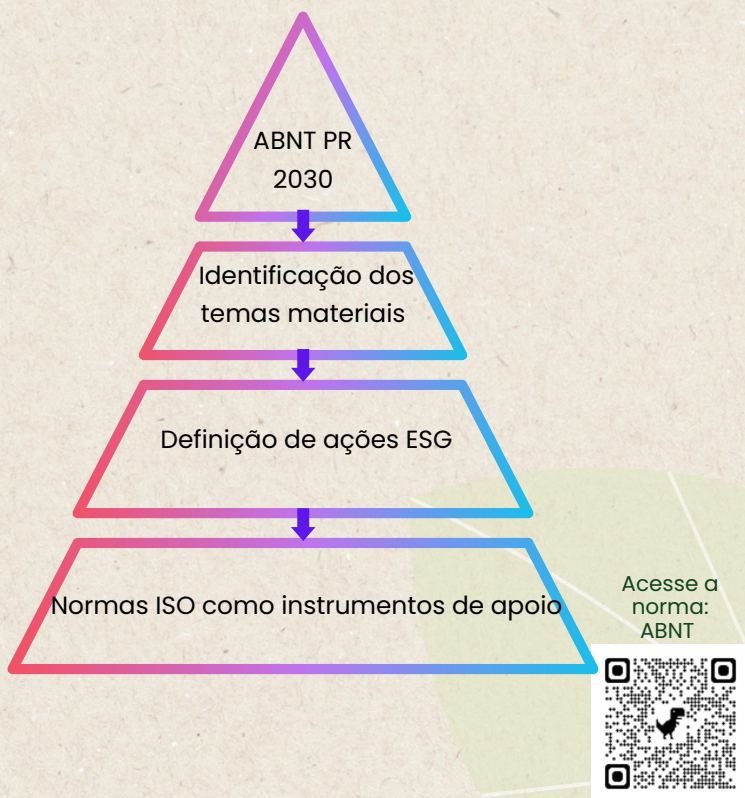 ABNT PR
2030
Identificação dos
temas materiais
Definição de ações ESG
Normas ISO como instrumentos de apoio
Acesse a
norma:
ABNT